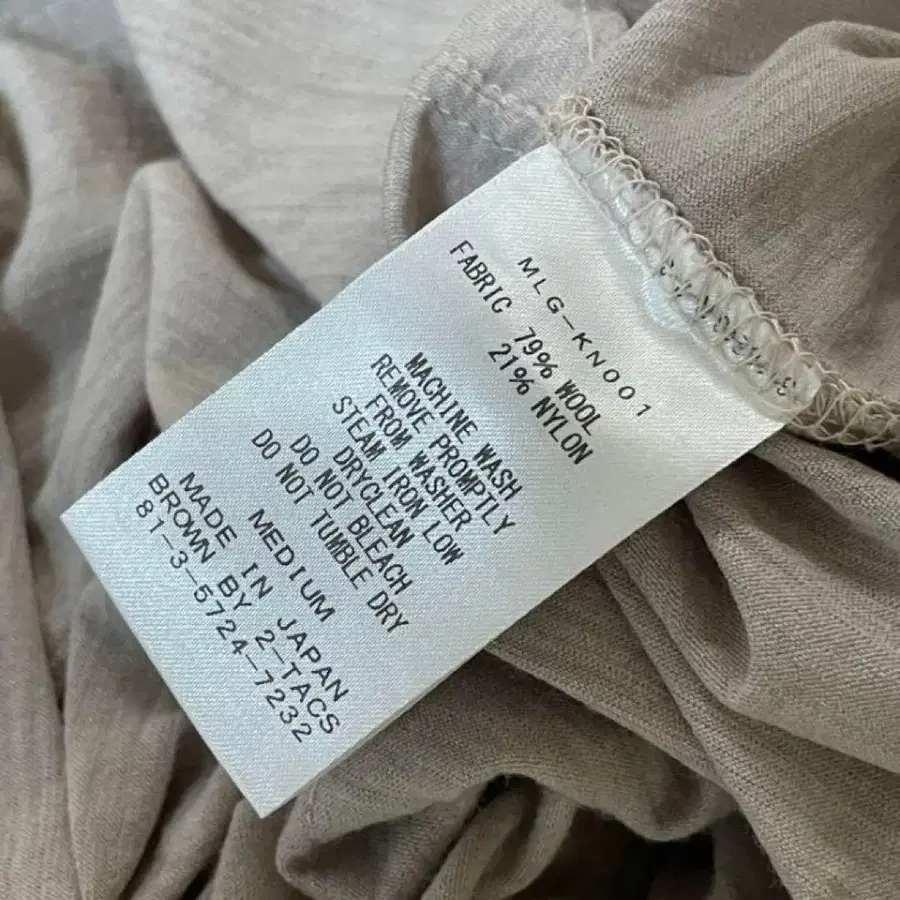 MLG-KN001
FABRIC 79% WOOL
21% NYLON
MACHINE WASH
REMOVE PROMPTLY
FROM WASHER
STEAM IRON LOW
DRYCLEAN
DO NOT BLEACH
DO NOT TUMBLE DRY
MEDIUM
MADE IN JAPAN
BROWN BY 2-TACS
81-3-5724-7232